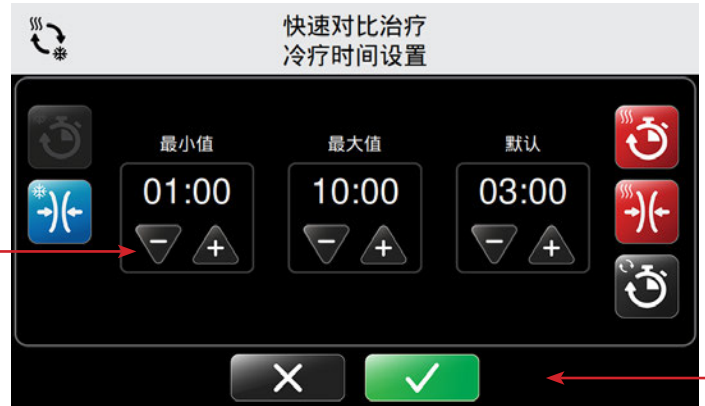 快速对比治疗
冷疗时间设置
最小值 最大值 默认
01:00 10:00 03:00
− + − + − +